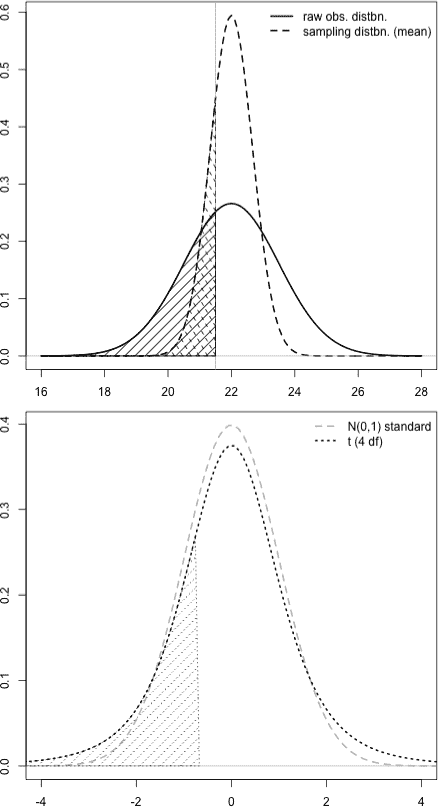 0.6
raw obs. distbn.
sampling distbn. (mean)
0.5
0.4
0.3
0.2
0.1
0.0
16 18 20 22 24 26 28
0.4
N(0,1) standard
t (4 df)
0.3
0.2
0.1
0.0
-4 -2 0 2 4